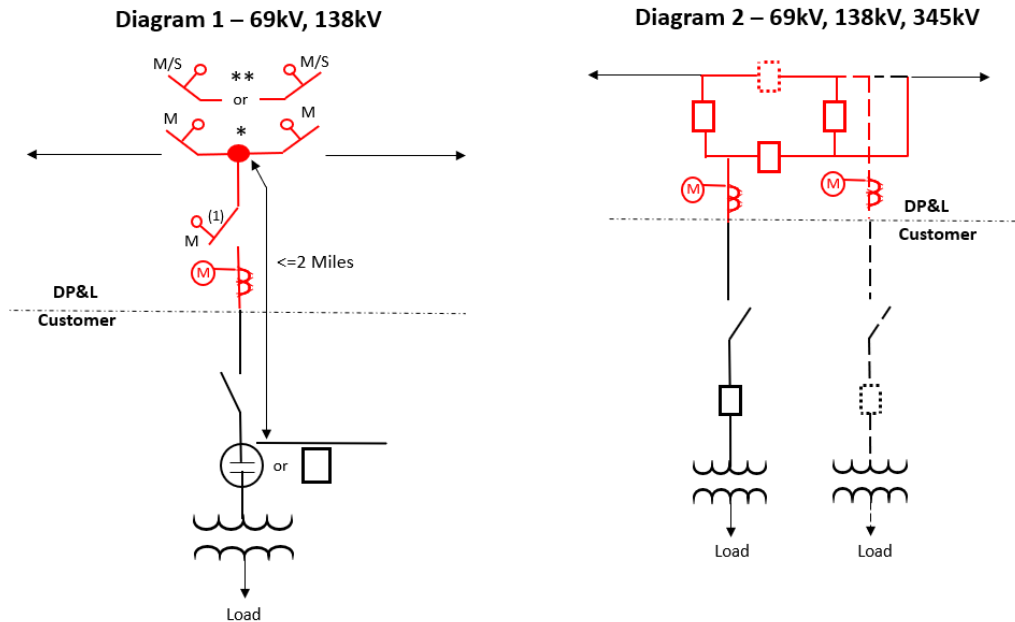 Diagram 1 – 69kV, 138kV
M/S
**
M/S
or
M
*
M
(1)
M
<=2 Miles
M
DP&L
Customer
or
Load
Diagram 2 – 69kV, 138kV, 345kV
M
M
DP&L
Customer
Load
Load